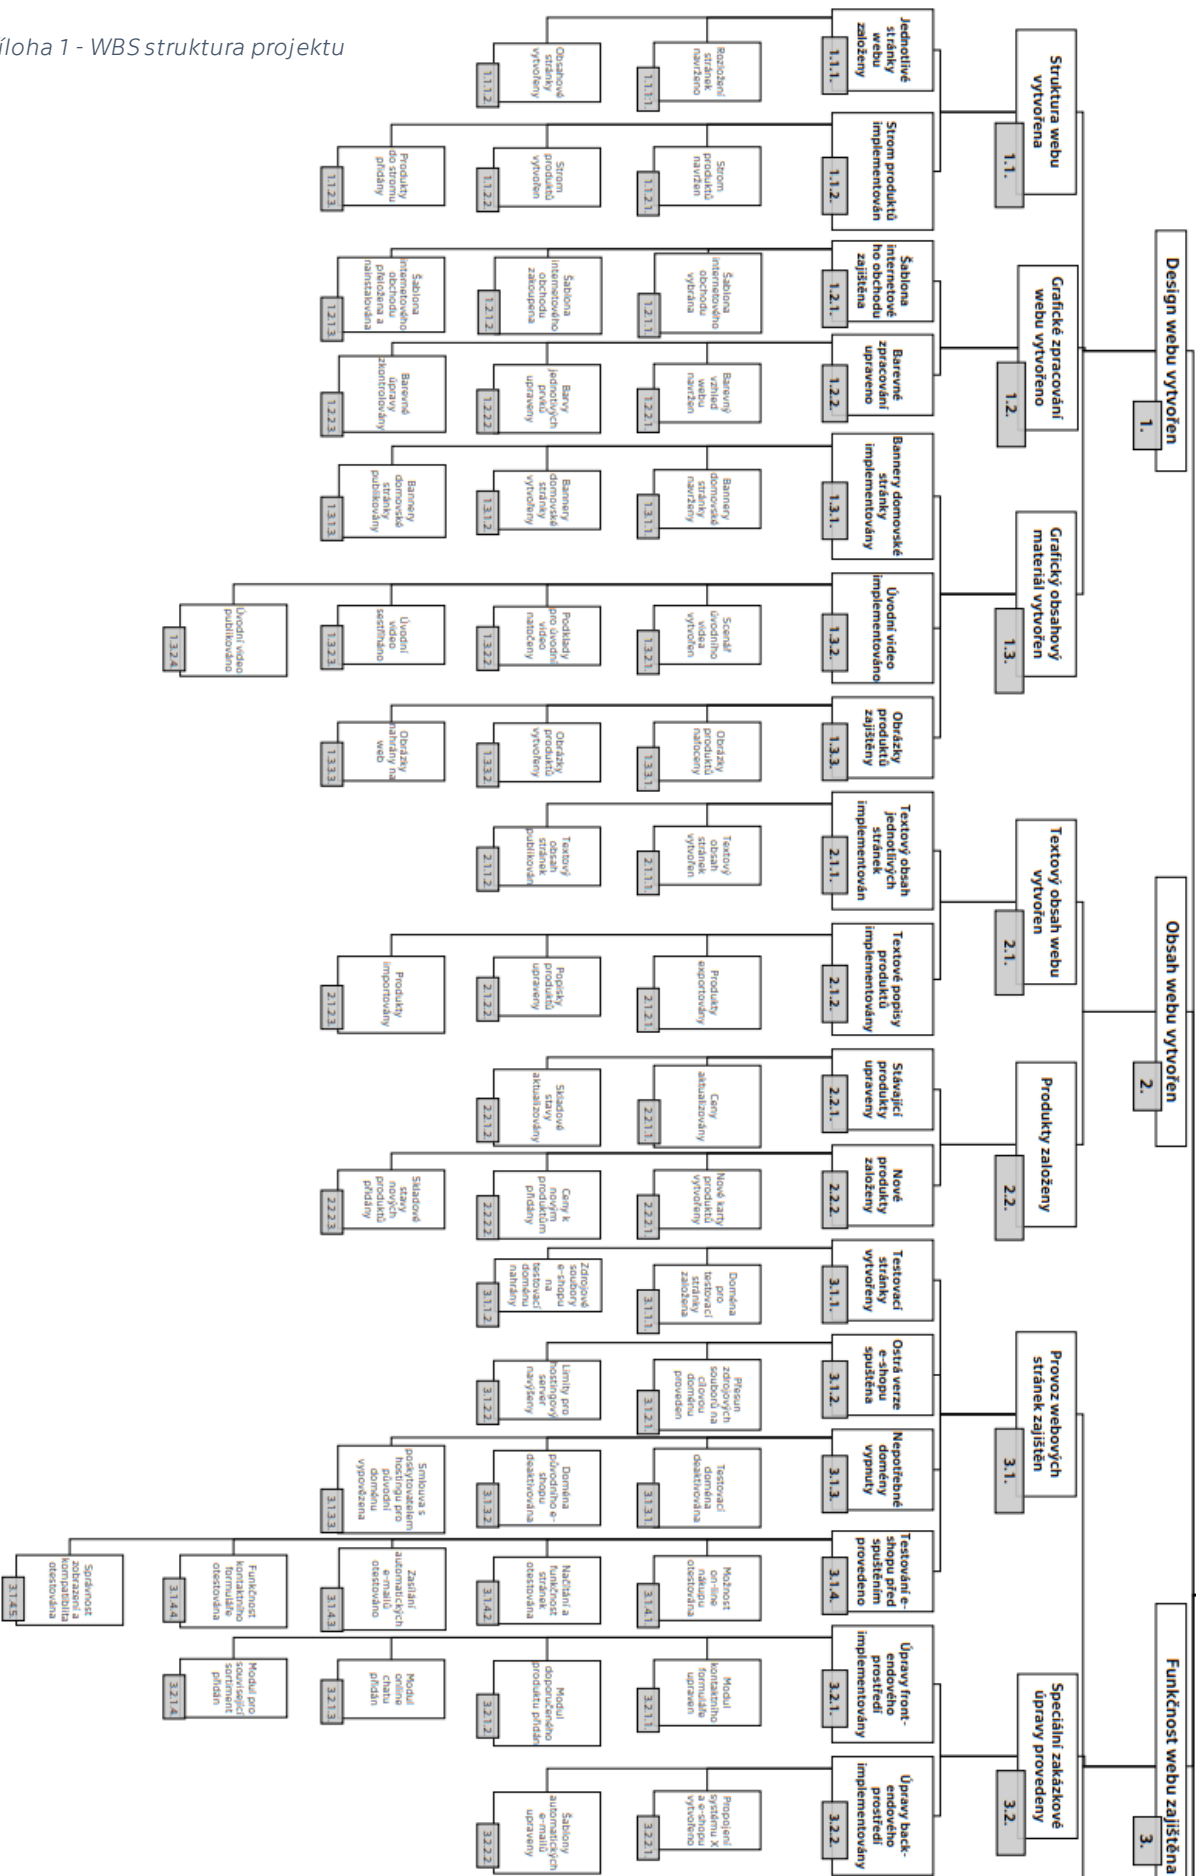 íloha 1 - WBS struktura projektu
Design webu vytvořen
1.
Struktura webu
vytvořena
1.1.
Jednotlivé
stránky
webu
založeny
1.1.1.
Rozložení
stránek
navrženo
1.1.1.1.
Obsahové
stránky
vytvořeny
1.1.1.2.
Strom produktů
implementován
1.1.2.
Strom
produktů
navržen
1.1.2.1.
Strom
produktů
vytvořen
1.1.2.2.
Produkty
do stromu
přidány
1.1.2.3.
Grafické zpracování
webu vytvořeno
1.2.
Šablona
internetové
ho obchodu
zajištěna
1.2.1.
Šablona
internetového
obchodu
vybrána
1.2.1.1.
Šablona
internetového
obchodu
zakoupena
1.2.1.2.
Šablona
internetového
obchodu
přeložena a
nainstalována
1.2.1.3.
Barevné
zpracování
upraveno
1.2.2.
Barevný
vzhled
webu
navržen
1.2.2.1.
Barvy
jednotlivých
prvků
upraveny
1.2.2.2.
Barevné
úpravy
zkontrolovány
1.2.2.3.
Grafický obsahový
materiál vytvořen
1.3.
Bannery domovské
stránky
implementovány
1.3.1.
Bannery
domovské
stránky
navrženy
1.3.1.1.
Bannery
domovské
stránky
vytvořeny
1.3.1.2.
Bannery
domovské
stránky
publikovány
1.3.1.3.
Úvodní video
implementováno
1.3.2.
Scenář
úvodního
videa
vytvořen
1.3.2.1.
Podklady
pro úvodní
video
natočeny
1.3.2.2.
Úvodní
video
sestříháno
1.3.2.3.
Úvodní video
publikováno
1.3.2.4.
Obrázky
produktů
zajištěny
1.3.3.
Obrázky
produktů
nafoceny
1.3.3.1.
Obrázky
produktů
vytvořeny
1.3.3.2.
Obrázky
nahrány na
web
1.3.3.3.
Obsah webu vytvořen
2.
Textový obsah webu
vytvořen
2.1.
Textový obsah
jednotlivých
stránek
implementován
2.1.1.
Textový
obsah
stránek
vytvořen
2.1.1.1.
Textový
obsah
stránek
publikován
2.1.1.2.
Textové popisy
produktů
implementovány
2.1.2.
Produkty
exportovány
2.1.2.1.
Popisky
produktů
upraveny
2.1.2.2.
Produkty
importovány
2.1.2.3.
Produkty založeny
2.2.
Stávající
produkty
upraveny
2.2.1.
Ceny
aktualizovány
2.2.1.1.
Skladové
stavy
aktualizovány
2.2.1.2.
Nové
produkty
založeny
2.2.2.
Nové karty
produktů
vytvořeny
2.2.2.1.
Ceny k
novým
produktům
přidány
2.2.2.2.
Skladové
stavy
nových
produktů
přidány
2.2.2.3.
Funkčnost webu zajištěna
3.
Provoz webových
stránek zajištěn
3.1.
Testovací
stránky
vytvořeny
3.1.1.
Doména
pro
testovací
stránky
založena
3.1.1.1.
Zdrojové
soubory
e-shopu
na
testovací
doménu
nahrány
3.1.1.2.
Ostrá verze
e-shopu
spuštěna
3.1.2.
Přesun
zdrojových
souborů na
cílovou
doménu
proveden
3.1.2.1.
Limity pro
hostingový
server
navýšeny
3.1.2.2.
Nepotřebné
domény
vypnuty
3.1.3.
Testovací
doména
deaktivována
3.1.3.1.
Doména
původního e-
shopu
deaktivována
3.1.3.2.
Smlouva s
poskytovatelem
hostingu pro
původní
doménu
vypovězena
3.1.3.3.
Testování e-
shopu před
spuštěním
provedeno
3.1.4.
Možnost
on-line
nákupu
otestována
3.1.4.1.
Načítání a
funkčnost
stránek
otestována
3.1.4.2.
Zasílání
automatických
e-mailů
otestováno
3.1.4.3.
Funkčnost
kontaktního
formuláře
otestována
3.1.4.4.
Správnost
zobrazení a
kompatibilita
otestována
3.1.4.5.
Speciální zakázkové
úpravy provedeny
3.2.
Úpravy front-
endového
prostředí
implementovány
3.2.1.
Modul
kontaktního
formuláře
upraven
3.2.1.1.
Modul
doporučeného
produktu přidán
3.2.1.2.
Modul
online
chatu
přidán
3.2.1.3.
Modul pro
související
sortiment
přidán
3.2.1.4.
Úpravy back-
endového
prostředí
implementovány
3.2.2.
Propojení
systému X
a e-shopu
vytvořeno
3.2.2.1.
Šablony
automatických
e-mailů
upraveny
3.2.2.2.